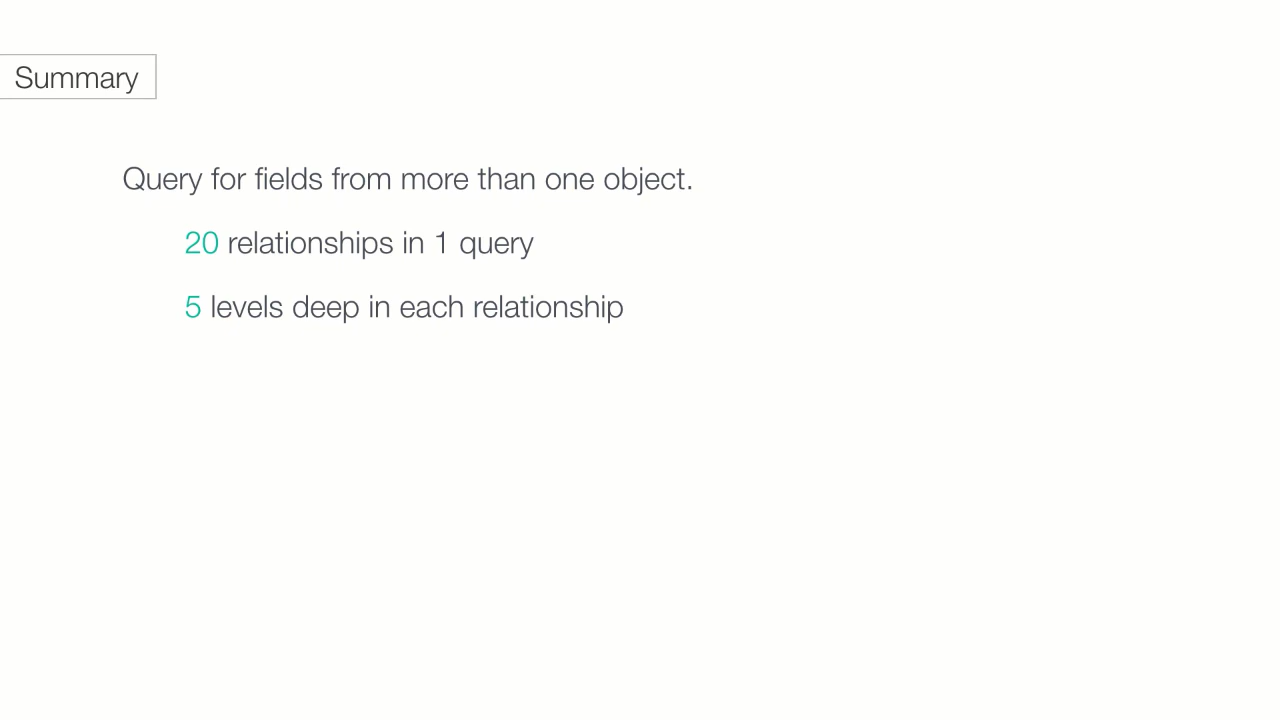 Summary
Query for fields from more than one object.
20 relationships in 1 query
5 levels deep in each relationship